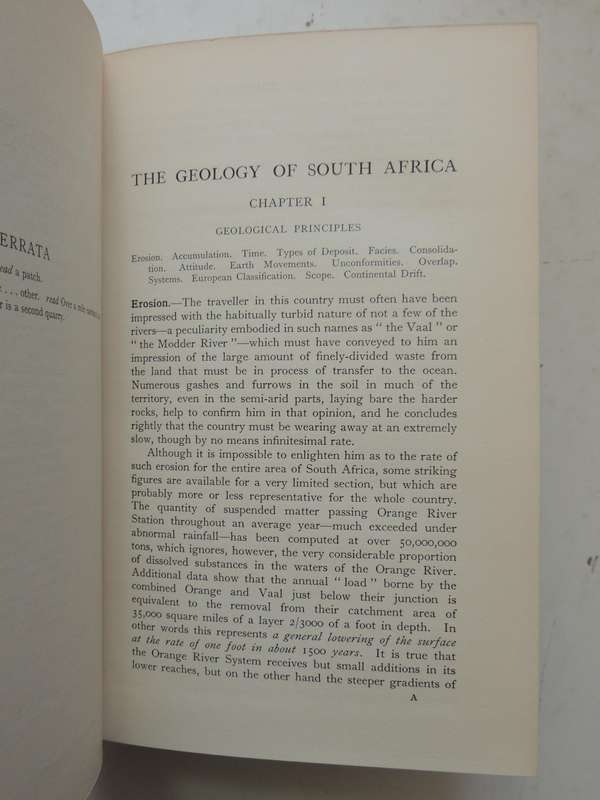 ERRATA
read a patch.
. . . other. read Over a mile
r is a second quarry.
THE GEOLOGY OF SOUTH AFRICA
CHAPTER I
GEOLOGICAL PRINCIPLES
Erosion. Accumulation. Time. Types of Deposit. Facies. Consolida-
tion. Attitude. Earth Movements. Unconformities. Overlap.
Systems. European Classification. Scope. Continental Drift.
Erosion.—The traveller in this country must often have been
impressed with the habitually turbid nature of not a few of the
rivers—a peculiarity embodied in such names as " the Vaal " or
" the Modder River "—which must have conveyed to him an
impression of the large amount of finely-divided waste from
the land that must be in process of transfer to the ocean.
Numerous gashes and furrows in the soil in much of the
territory, even in the semi-arid parts, laying bare the harder
rocks, help to confirm him in that opinion, and he concludes
rightly that the country must be wearing away at an extremely
slow, though by no means infinitesimal rate.
Although it is impossible to enlighten him as to the rate of
such erosion for the entire area of South Africa, some striking
figures are available for a very limited section, but which are
probably more or less representative for the whole country.
The quantity of suspended matter passing Orange River
Station throughout an average year—much exceeded under
abnormal rainfall—has been computed at over 50,000,000
tons, which ignores, however, the very considerable proportion
of dissolved substances in the waters of the Orange River.
Additional data show that the annual " load " borne by the
combined Orange and Vaal just below their junction is
equivalent to the removal from their catchment area of
35,000 square miles of a layer 2/3000 of a foot in depth. In
other words this represents a general lowering of the surface
at the rate of one foot in about 1500 years. It is true that
the Orange River System receives but small additions in its
lower reaches, but on the other hand the steeper gradients of
A